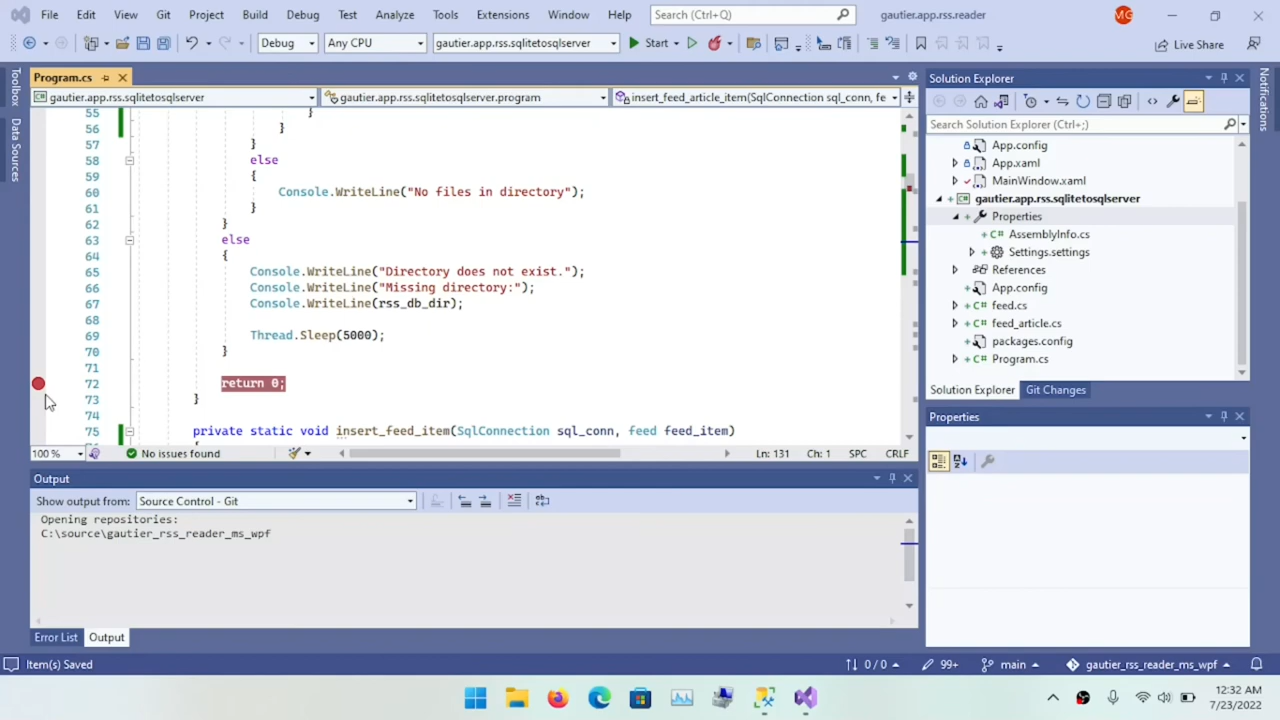 File Edit View Git Project Build Debug Test Analyze Tools Extensions Window Help Search (Ctrl+Q) gautier.app.rss.reader MG
Debug Any CPU gautier.app.rss.sqlitetosqlserver Start Live Share
Toolbox
Data Sources
Program.cs
gautier.app.rss.sqlitetosqlserver gautier.app.rss.sqlitetosqlserver.program insert_feed_article_item(SqlConnection sql_conn, fe
55 }
56 }
57 }
58 else
59 {
60 Console.WriteLine("No files in directory");
61 }
62 }
63 else
64 {
65 Console.WriteLine("Directory does not exist.");
66 Console.WriteLine("Missing directory:");
67 Console.WriteLine(rss_db_dir);
68
69 Thread.Sleep(5000);
70 }
71
72 return 0;
73 }
74
75 private static void insert_feed_item(SqlConnection sql_conn, feed feed_item)
100 % No issues found Ln: 131 Ch: 1 SPC CRLF
Output
Show output from: Source Control - Git
Opening repositories:
C:\source\gautier_rss_reader_ms_wpf
Error List Output
Solution Explorer
Search Solution Explorer (Ctrl+;)
App.config
App.xaml
MainWindow.xaml
gautier.app.rss.sqlitetosqlserver
Properties
AssemblyInfo.cs
Settings.settings
References
App.config
feed.cs
feed_article.cs
packages.config
Program.cs
Solution Explorer Git Changes
Properties
Notifications
Item(s) Saved 0 / 0 99+ main gautier_rss_reader_ms_wpf
12:32 AM
7/23/2022